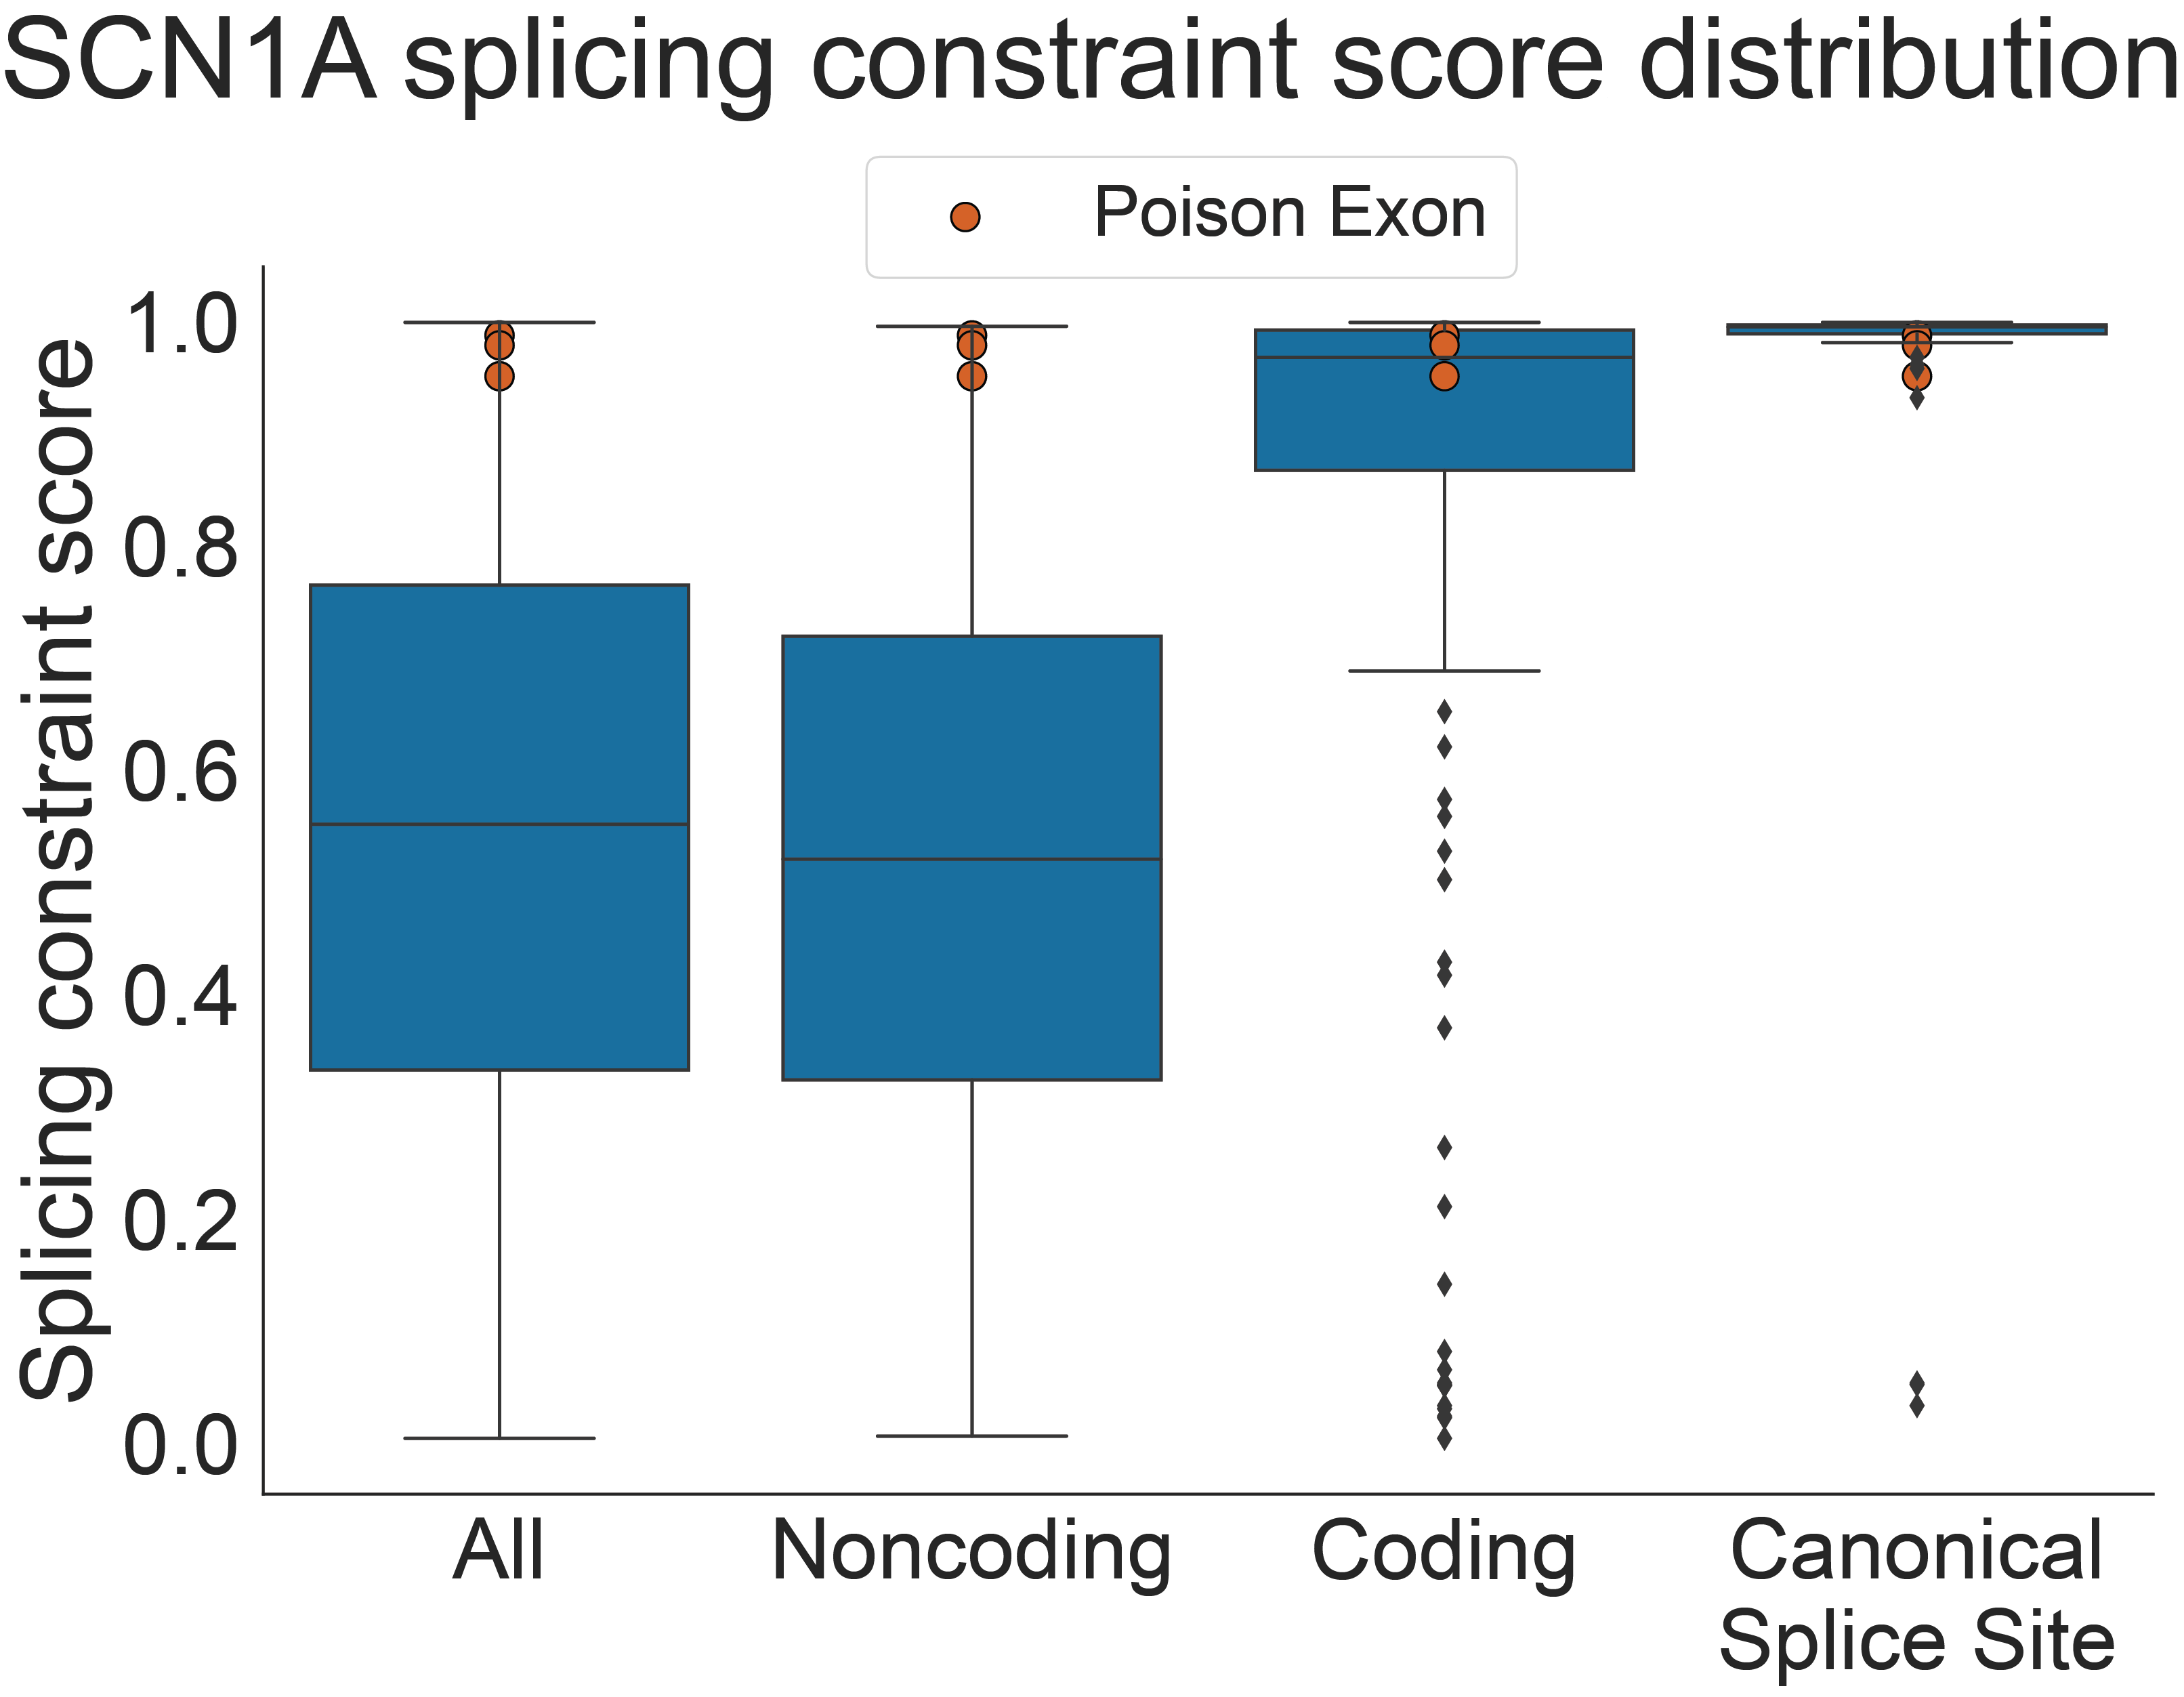 SCN1A splicing constraint score distribution
Poison Exon
Splicing constraint score
1.0
0.8
0.6
0.4
0.2
0.0
All
Noncoding
Coding
Canonical
Splice Site